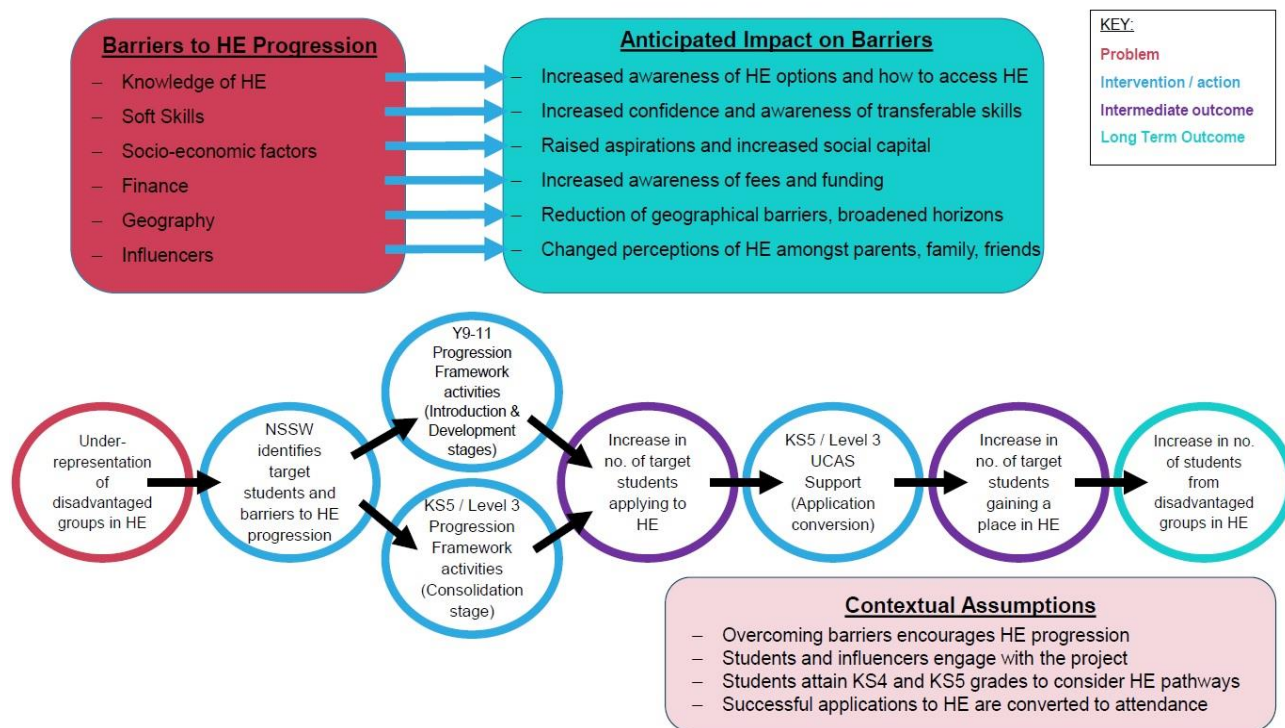 Barriers to HE Progression
– Knowledge of HE
– Soft Skills
– Socio-economic factors
– Finance
– Geography
– Influencers
Anticipated Impact on Barriers
– Increased awareness of HE options and how to access HE
– Increased confidence and awareness of transferable skills
– Raised aspirations and increased social capital
– Increased awareness of fees and funding
– Reduction of geographical barriers, broadened horizons
– Changed perceptions of HE amongst parents, family, friends
KEY:
Problem
Intervention / action
Intermediate outcome
Long Term Outcome
Under-
representation
of
disadvantaged
groups in HE
NSSW
identifies
target
students and
barriers to HE
progression
Y9-11
Progression
Framework
activities
(Introduction &
Development
stages)
KS5 / Level 3
Progression
Framework
activities
(Consolidation
stage)
Increase in
no. of target
students
applying to
HE
KS5 / Level 3
UCAS
Support
(Application
conversion)
Increase in
no. of target
students
gaining a
place in HE
Increase in no.
of students
from
disadvantaged
groups in HE
Contextual Assumptions
– Overcoming barriers encourages HE progression
– Students and influencers engage with the project
– Students attain KS4 and KS5 grades to consider HE pathways
– Successful applications to HE are converted to attendance